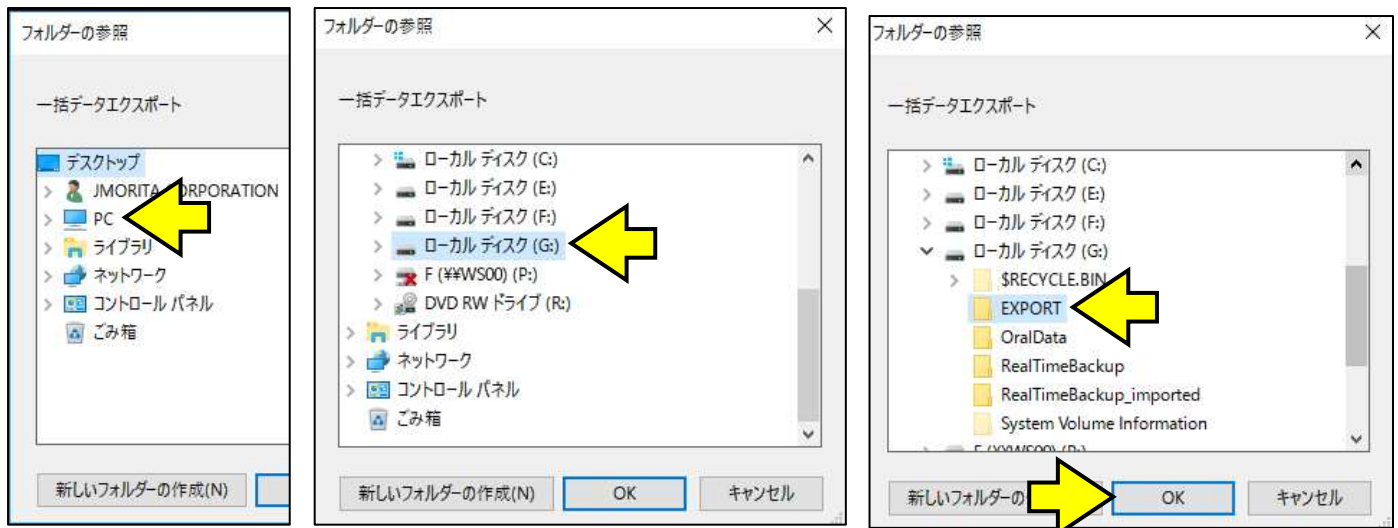 フォルダーの参照
一括データエクスポート
デスクトップ
JMORITA CORPORATION
PC
ライブラリ
ネットワーク
コントロール パネル
ごみ箱
新しいフォルダーの作成(N)
フォルダーの参照
一括データエクスポート
ローカル ディスク (C:)
ローカル ディスク (E:)
ローカル ディスク (F:)
ローカル ディスク (G:)
F (¥¥WS00) (P:)
DVD RW ドライブ (R:)
ライブラリ
ネットワーク
コントロール パネル
ごみ箱
新しいフォルダーの作成(N) OK キャンセル
フォルダーの参照
一括データエクスポート
ローカル ディスク (C:)
ローカル ディスク (E:)
ローカル ディスク (F:)
ローカル ディスク (G:)
$RECYCLE.BIN
EXPORT
OralData
RealTimeBackup
RealTimeBackup_imported
System Volume Information
新しいフォルダーの OK キャンセル